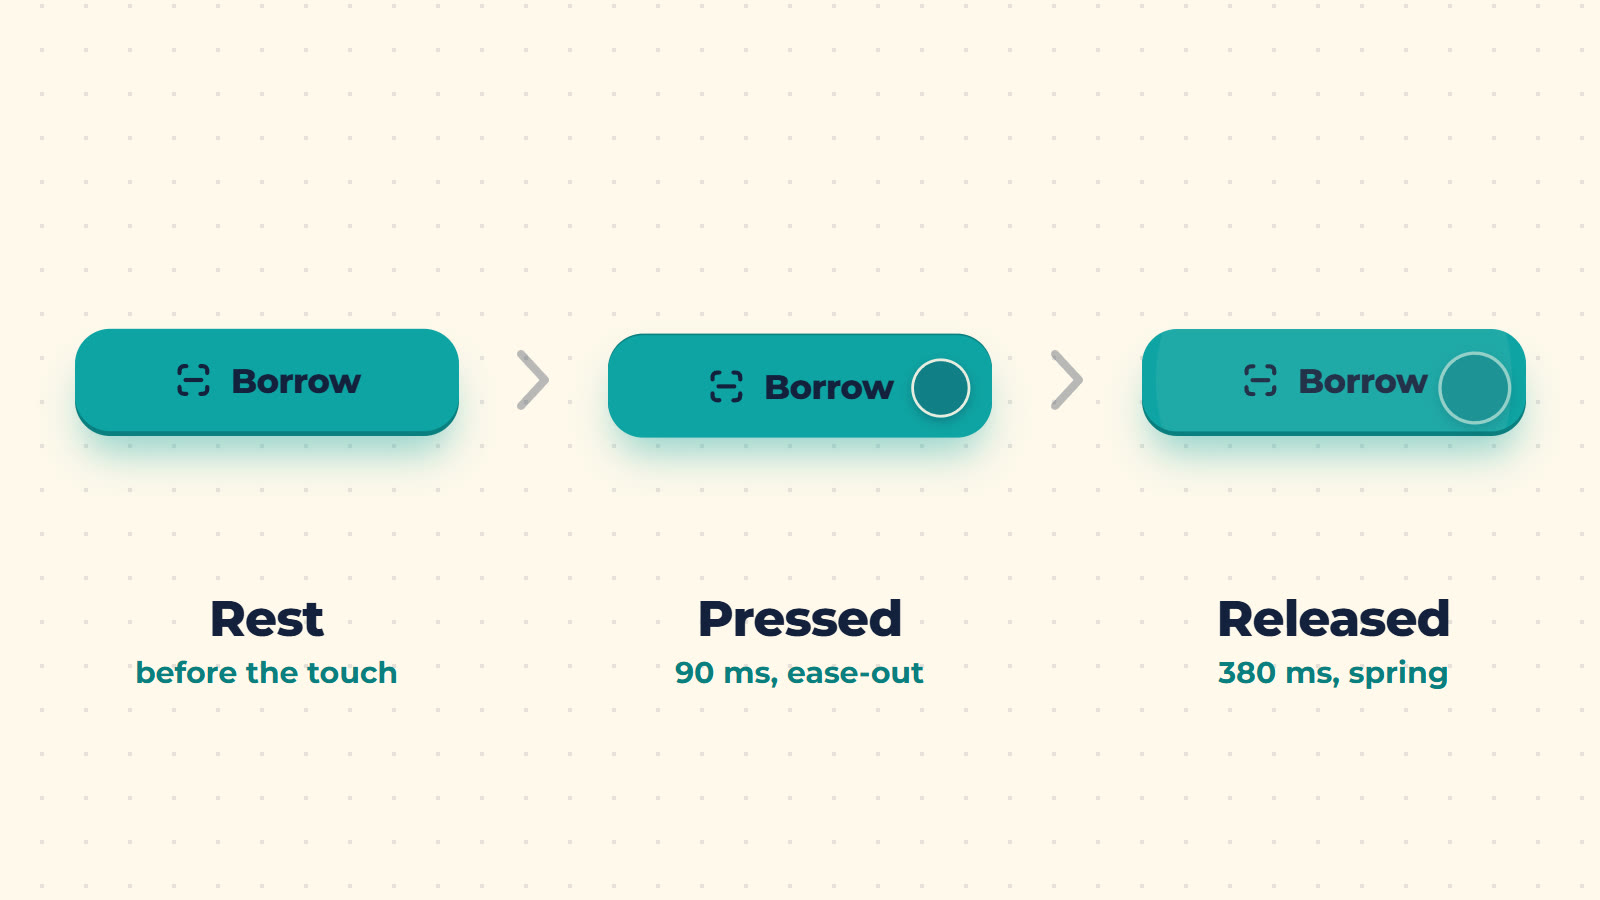 Borrow
Borrow
Borrow
Rest
before the touch
Pressed
90 ms, ease-out
Released
380 ms, spring